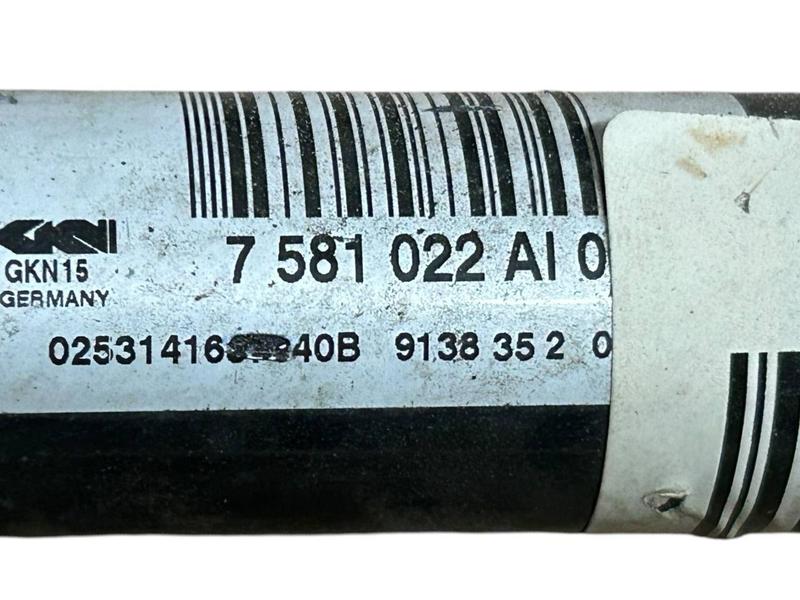 GKN
GKN15
GERMANY
7 581 022 AI 0
9138 35 2 0